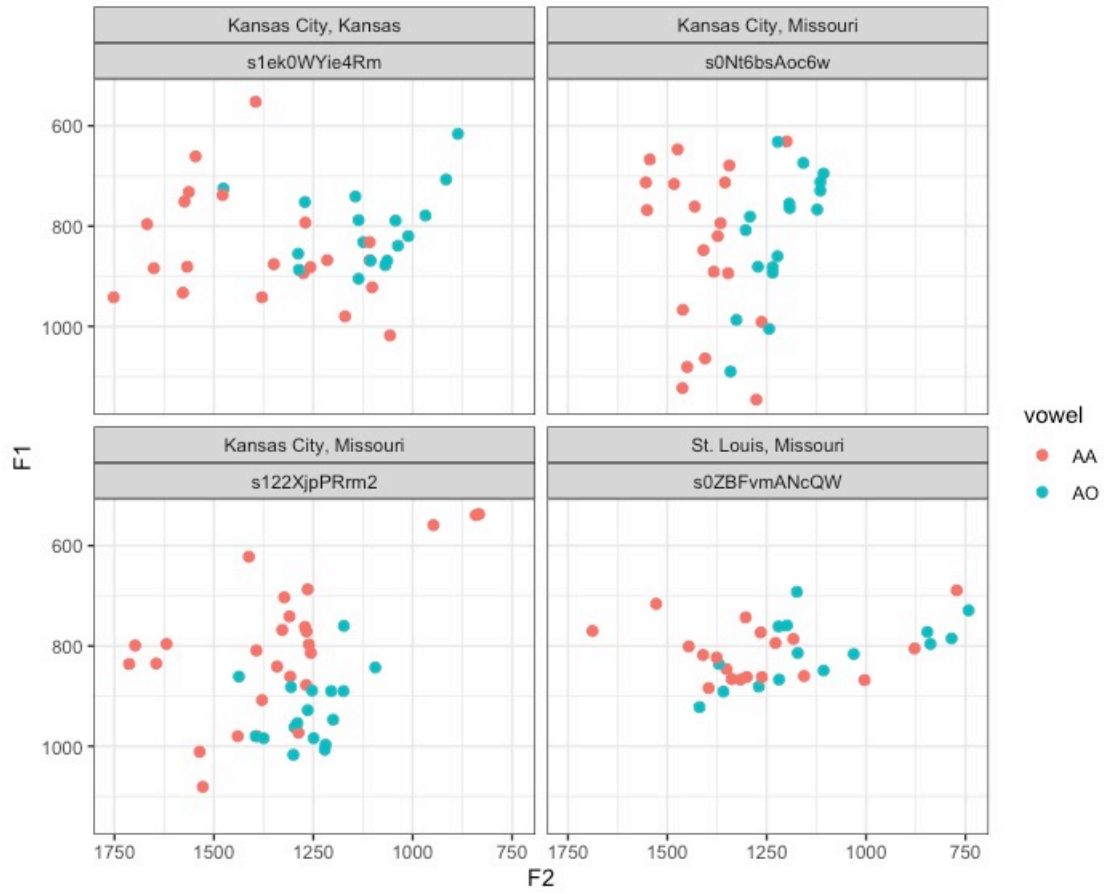 Kansas City, Kansas
s1ek0WYie4Rm
Kansas City, Missouri
s0Nt6bsAoc6w
600
800
1000
Kansas City, Missouri
s122XjpPRrm2
St. Louis, Missouri
s0ZBFvmANcQW
600
800
1000
1750
1500
1250
1000
750
1750
1500
1250
1000
750
F1
F2
vowel
AA
AO